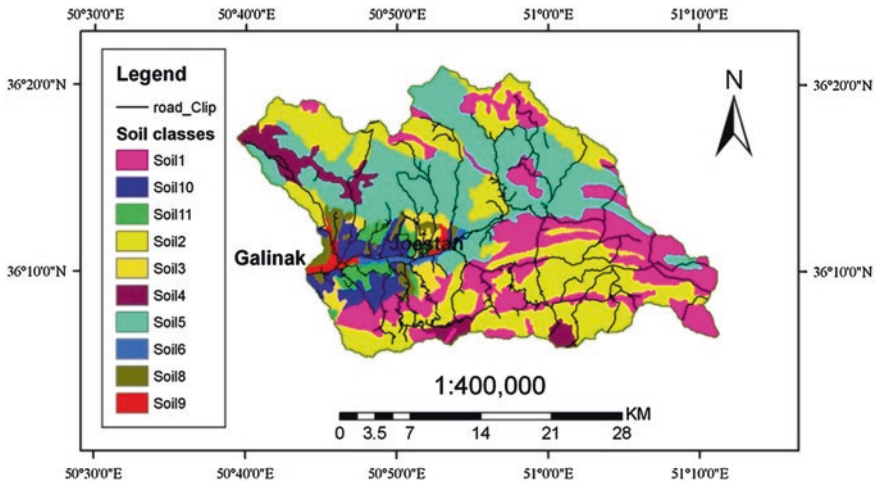 50°30'0"E 50°40'0"E 50°50'0"E 51°0'0"E 51°10'0"E
36°20'0"N 36°20'0"N
36°10'0"N 36°10'0"N
Legend
road_Clip
Soil classes
Soil1
Soil10
Soil11
Soil2
Soil3
Soil4
Soil5
Soil6
Soil8
Soil9
N
Joestan
Galinak
1:400,000
KM
0 3.5 7 14 21 28
50°30'0"E 50°40'0"E 50°50'0"E 51°0'0"E 51°10'0"E